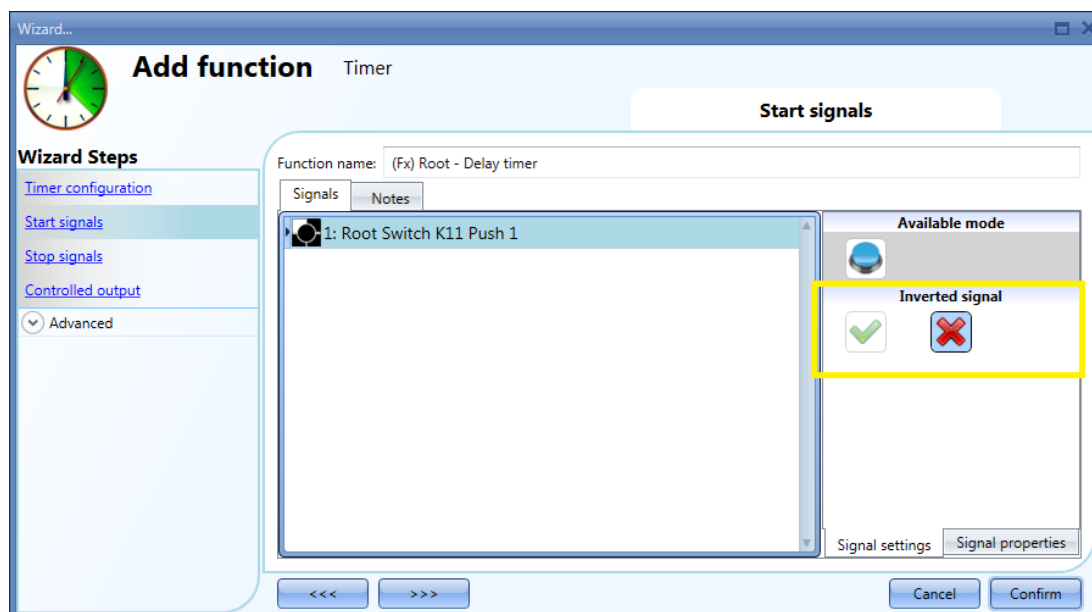 Wizard...
Add function Timer
Start signals
Wizard Steps
Timer configuration
Start signals
Stop signals
Controlled output
Advanced
Function name: (Fx) Root - Delay timer
Signals Notes
1: Root Switch K11 Push 1
Available mode
Inverted signal
Signal settings Signal properties
<<< >>> Cancel Confirm